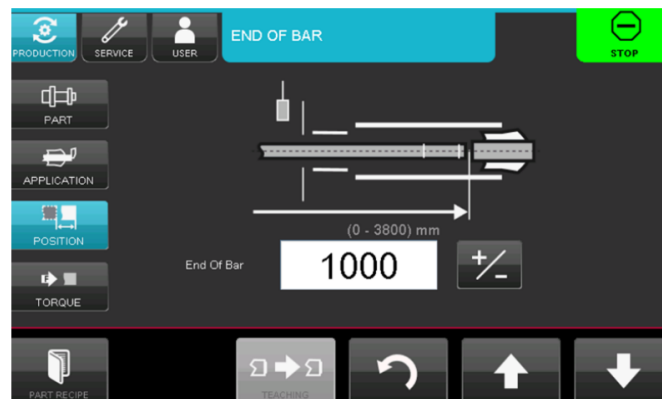 PRODUCTION
SERVICE
USER
END OF BAR
STOP
PART
APPLICATION
POSITION
TORQUE
(0 - 3800) mm
End Of Bar
1000
+/-
PART RECIPE
TEACHING